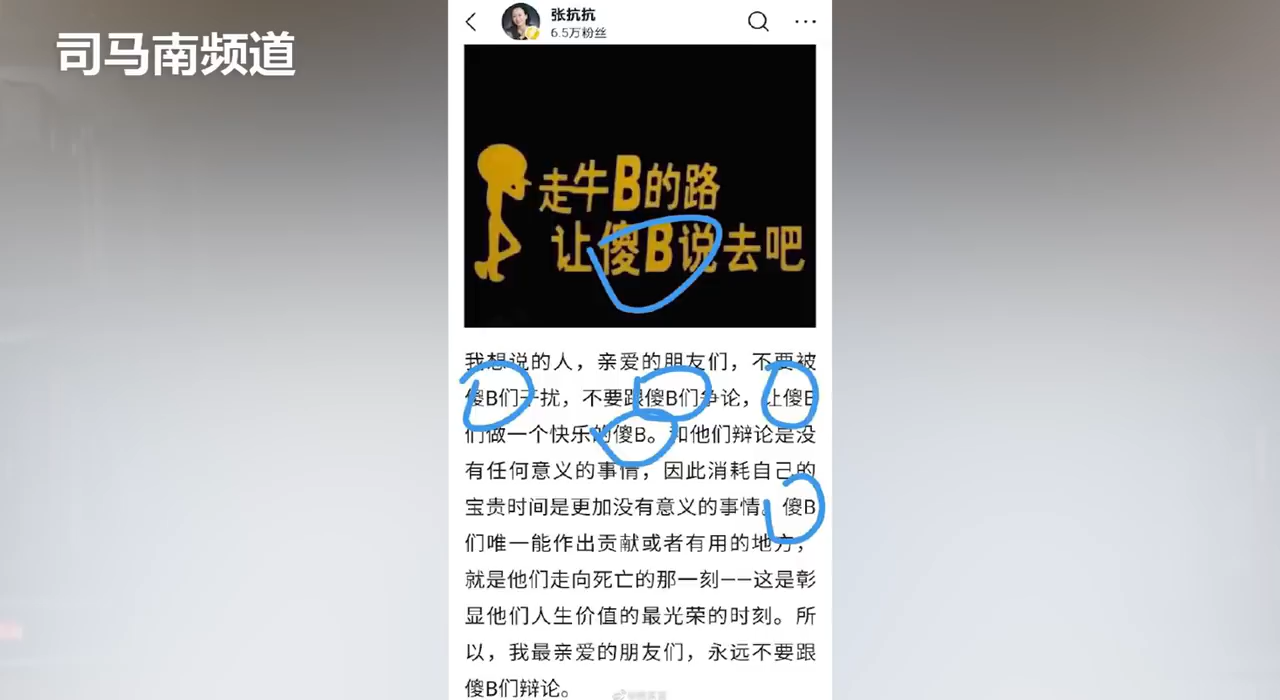 司马南频道
张抗抗
6.5万粉丝
走牛B的路
让傻B说去吧
我想说的人，亲爱的朋友们，不要被
傻B们干扰，不要跟傻B们争论，让傻B
们做一个快乐的傻B。和他们辩论是没
有任何意义的事情，因此消耗自己的
宝贵时间是更加没有意义的事情。傻B
们唯一能作出贡献或者有用的地方，
就是他们走向死亡的那一刻——这是彰
显他们人生价值的最光荣的时刻。所
以，我最亲爱的朋友们，永远不要跟
傻B们辩论。